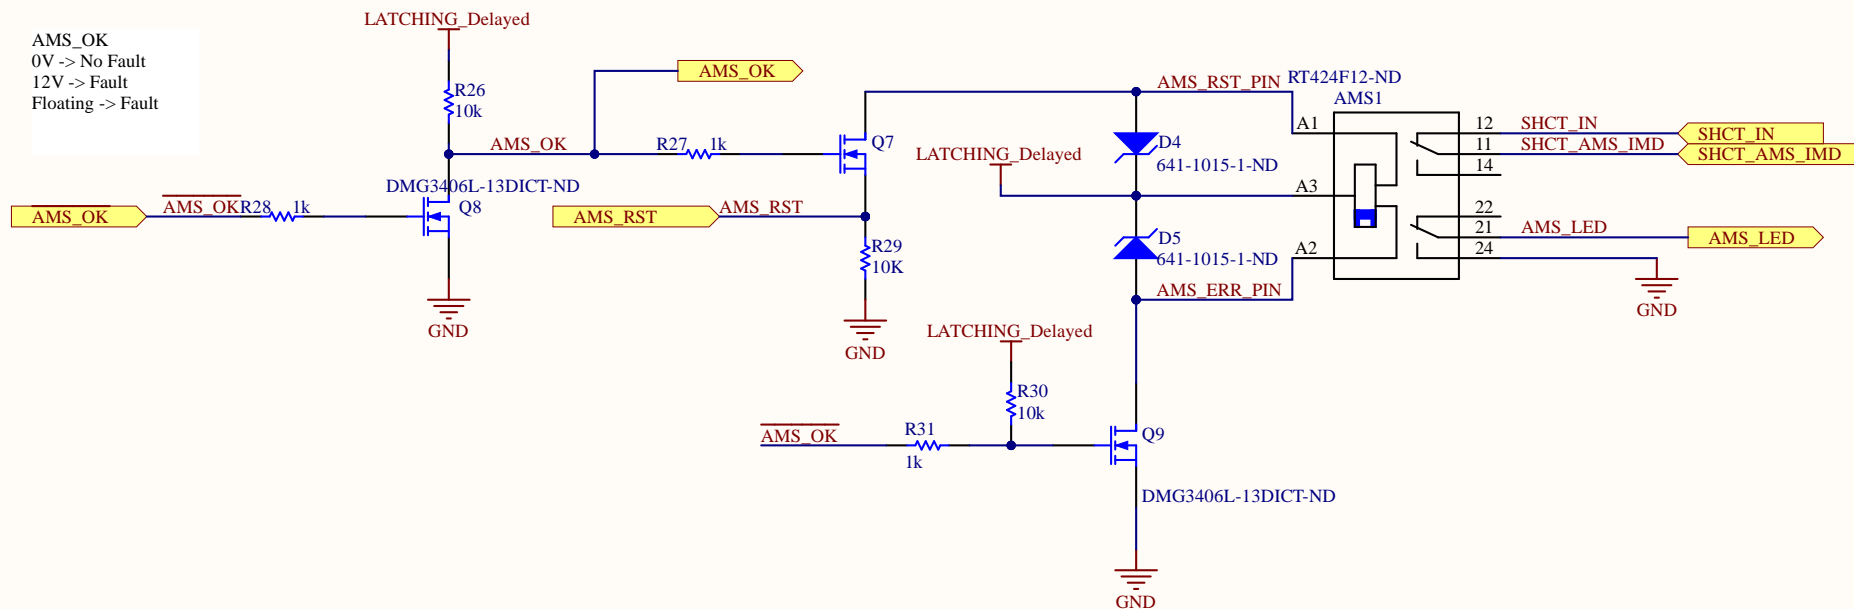 LATCHING_Delayed
AMS_OK
0V -> No Fault
12V -> Fault
Floating -> Fault
R26
10k
AMS_OK
AMS_OK
R27 1k
Q7
DMG3406L-13DICT-ND
Q8
AMS_OK
AMS_OK
R28 1k
GND
AMS_RST
AMS_RST
R29
10K
GND
LATCHING_Delayed
AMS_RST_PIN
D4
641-1015-1-ND
D5
641-1015-1-ND
AMS_ERR_PIN
RT424F12-ND
AMS1
A1
A3
A2
12
11
14
22
21
24
SHCT_IN
SHCT_AMS_IMD
SHCT_IN
SHCT_AMS_IMD
AMS_LED
AMS_LED
GND
LATCHING_Delayed
R30
10k
AMS_OK
R31
1k
Q9
DMG3406L-13DICT-ND
GND